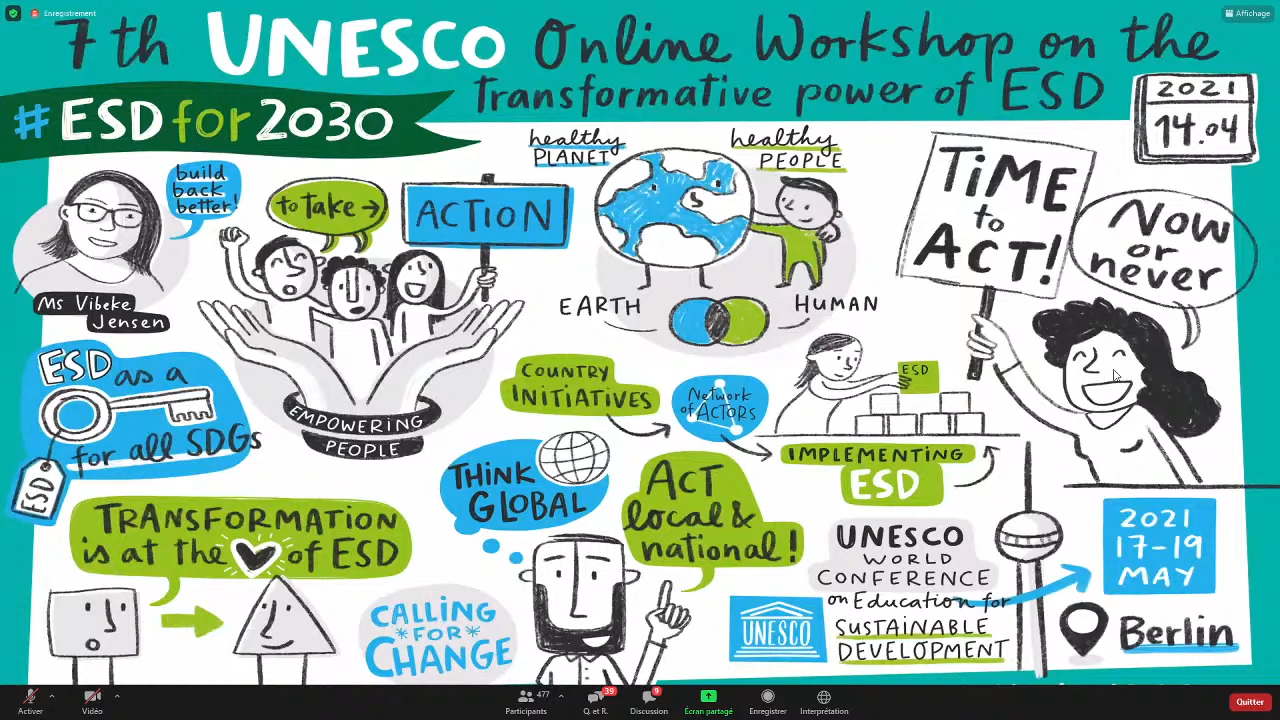 Enregistrement
Affichage
7th UNESCO Online Workshop on the
Transformative power of ESD
#ESD for 2030
2021
14.04
build
back
better!
to take →
ACTION
healthy
PLANET
healthy
PEOPLE
TiME
to
ACT!
Now
or
never
Ms Vibeke
Jensen
EARTH
HUMAN
ESD as a
for all SDGs
ESD
EMPOWERING
PEOPLE
COUNTRY
INITIATIVES
Network
of ACTORS
ESD
IMPLEMENTING
ESD
THINK
GLOBAL
ACT
local &
national!
TRANSFORMATION
is at the ♥ of ESD
CALLING
*FOR*
CHANGE
UNESCO
WORLD
CONFERENCE
on Education for
SUSTAINABLE
DEVELOPMENT
UNESCO
2021
17-19
MAY
Berlin
Activer
Vidéo
477
Participants
39
Q. et R.
9
Discussion
Écran partagé
Enregistrer
Interprétation
Quitter